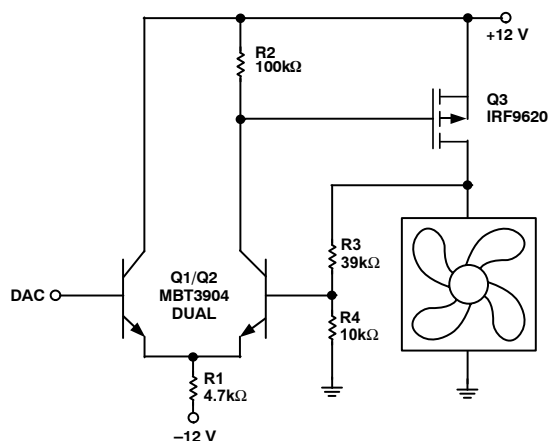 +12 V
R2
100kΩ
Q3
IRF9620
R3
39kΩ
Q1/Q2
MBT3904
DUAL
DAC
R4
10kΩ
R1
4.7kΩ
–12 V